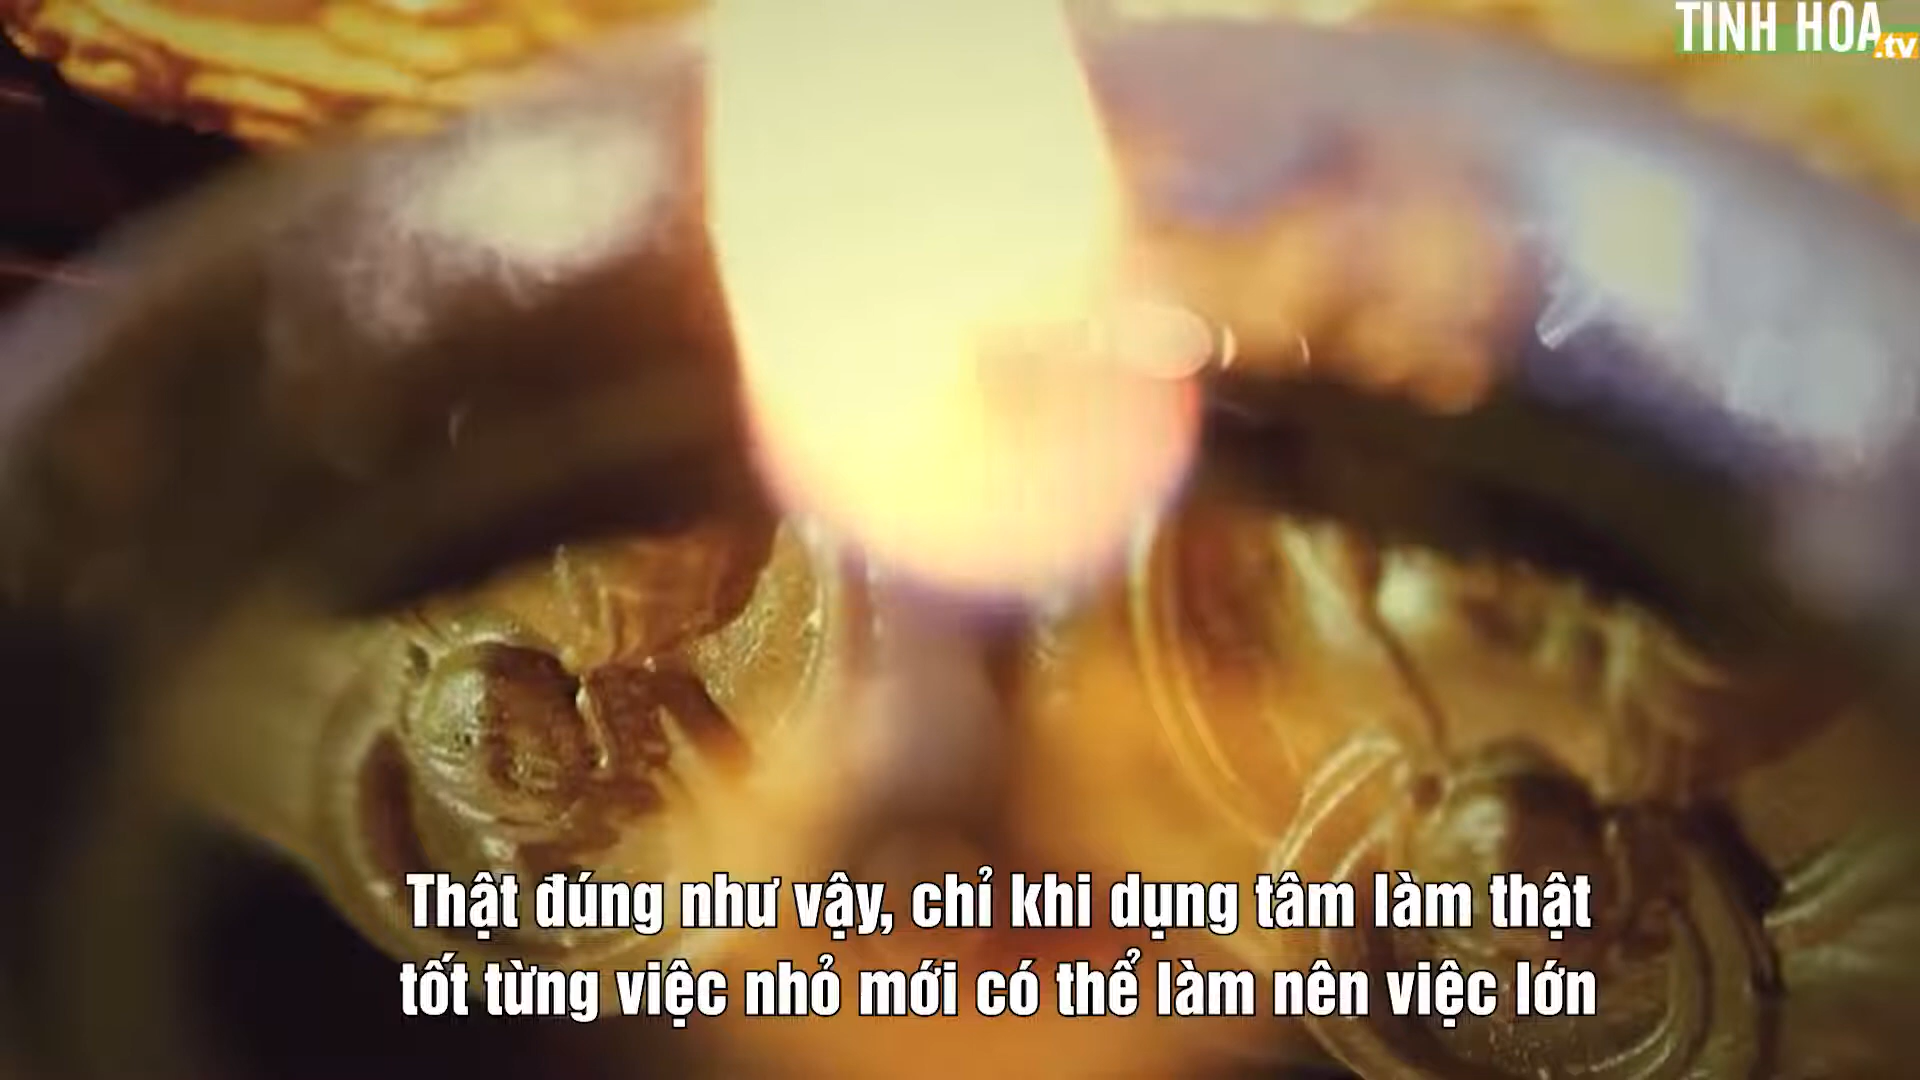 TINH HOA
.tv
Thật đúng như vậy, chỉ khi dụng tâm làm thật
tốt từng việc nhỏ mới có thể làm nên việc lớn